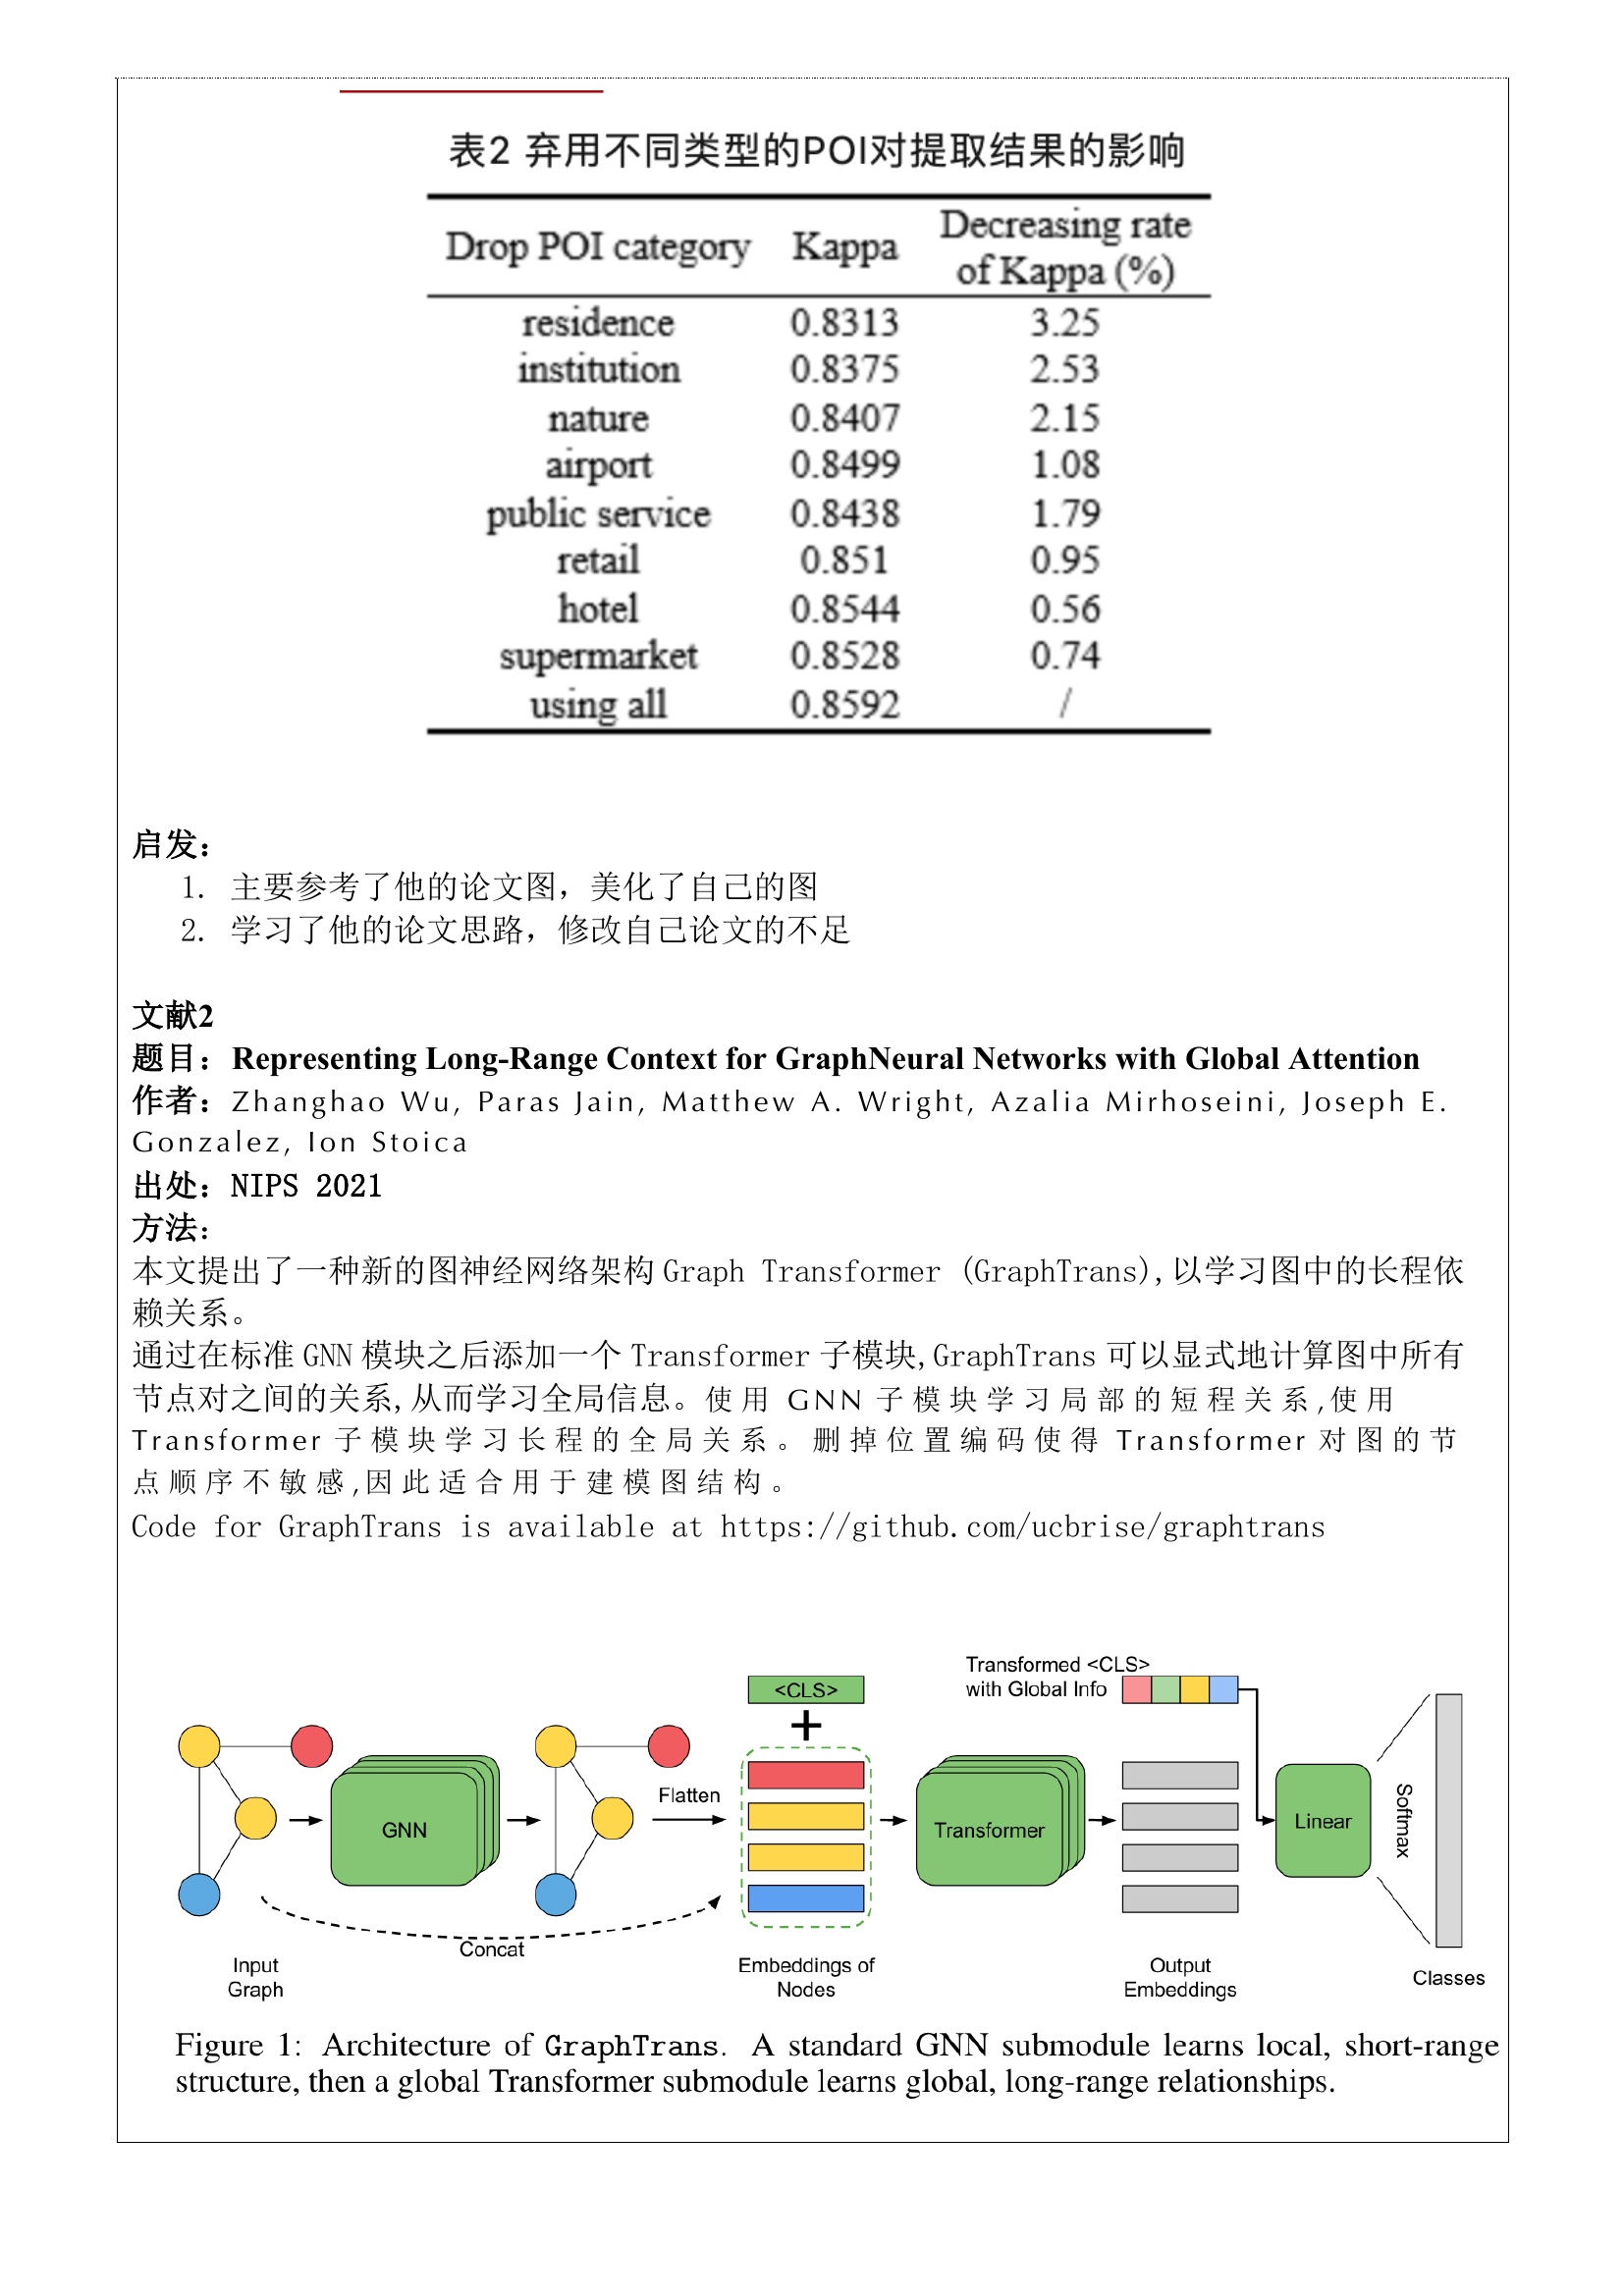 表2 弃用不同类型的POI对提取结果的影响
Drop POI category Kappa Decreasing rate of Kappa (%)
residence 0.8313 3.25
institution 0.8375 2.53
nature 0.8407 2.15
airport 0.8499 1.08
public service 0.8438 1.79
retail 0.851 0.95
hotel 0.8544 0.56
supermarket 0.8528 0.74
using all 0.8592 /
启发：
1. 主要参考了他的论文图，美化了自己的图
2. 学习了他的论文思路，修改自己论文的不足
文献2
题目：Representing Long-Range Context for GraphNeural Networks with Global Attention
作者：Zhanghao Wu, Paras Jain, Matthew A. Wright, Azalia Mirhoseini, Joseph E.
Gonzalez, Ion Stoica
出处：NIPS 2021
方法：
本文提出了一种新的图神经网络架构 Graph Transformer (GraphTrans),以学习图中的长程依
赖关系。
通过在标准 GNN 模块之后添加一个 Transformer 子模块,GraphTrans 可以显式地计算图中所有
节点对之间的关系,从而学习全局信息。使用 GNN 子模块学习局部的短程关系,使用
Transformer 子模块学习长程的全局关系。删掉位置编码使得 Transformer 对图的节
点顺序不敏感,因此适合用于建模图结构。
Code for GraphTrans is available at https://github.com/ucbrise/graphtrans
Transformed <CLS>
with Global Info
<CLS>
+
GNN
Flatten
Transformer
Linear
Softmax
Concat
Input
Graph
Embeddings of
Nodes
Output
Embeddings
Classes
Figure 1: Architecture of GraphTrans. A standard GNN submodule learns local, short-range
structure, then a global Transformer submodule learns global, long-range relationships.